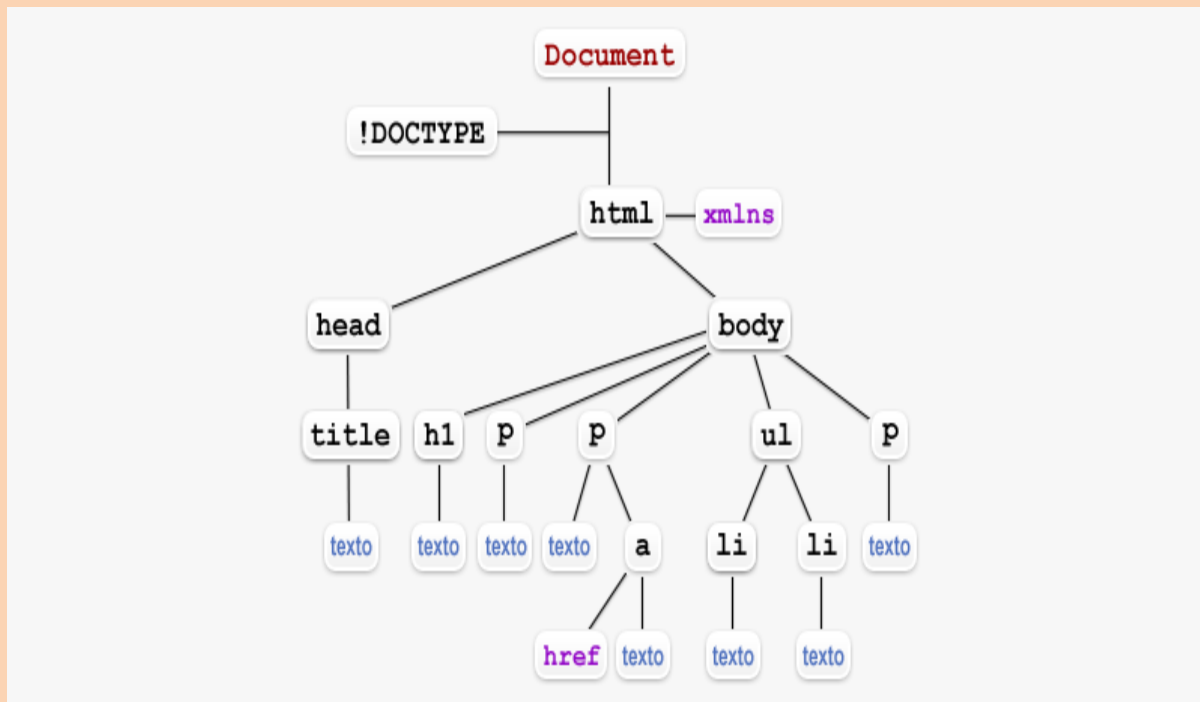 Document
!DOCTYPE
html xmlns
head body
title h1 p p ul p
texto texto texto texto a li li texto
href texto texto texto